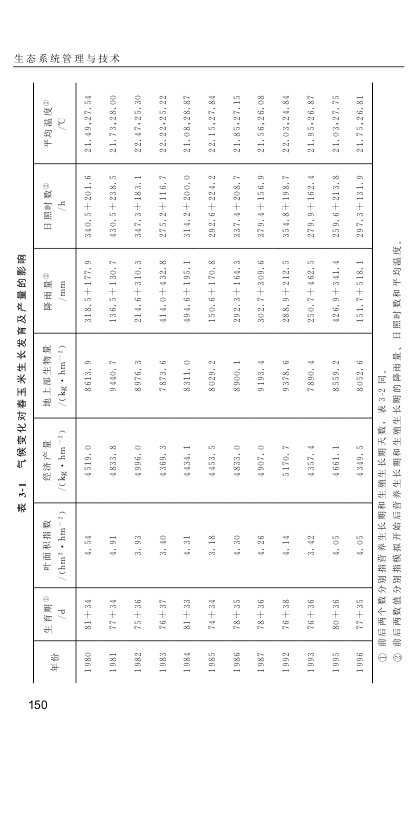 生态系统管理与技术
表 3-1 气候变化对春玉米生长发育及产量的影响
年份 生育期① /d 叶面积指数 /(hm²·hm⁻²) 经济产量 /(kg·hm⁻²) 地上部生物量 /(kg·hm⁻²) 降雨量② /mm 日照时数② /h 平均温度② /℃
1980 81+34 4.54 4519.0 8613.9 318.5+177.9 340.5+201.6 21.49,27.54
1981 77+34 4.91 4833.8 9440.7 136.5+130.7 430.5+238.5 21.73,28.00
1982 75+36 3.93 4996.0 8976.3 214.6+310.3 347.3+183.1 22.47,25.30
1983 76+37 3.40 4369.3 7873.6 414.0+432.8 275.2+116.7 22.22,25.22
1984 81+33 4.31 4434.1 8311.0 494.6+195.1 314.2+200.0 21.08,28.87
1985 74+34 3.18 4453.5 8029.2 150.6+170.8 292.6+224.2 22.15,27.84
1986 78+35 4.30 4833.0 8900.1 292.3+164.3 337.4+208.7 21.85,27.15
1987 78+36 4.26 4907.0 9193.4 302.7+309.6 379.4+156.9 21.56,26.08
1992 76+38 4.14 5170.7 9378.6 288.9+212.5 354.8+198.7 22.03,24.84
1993 76+36 3.42 4357.4 7890.4 250.7+462.5 279.9+162.4 21.95,26.87
1995 80+36 4.05 4661.1 8559.2 426.9+341.4 259.6+213.8 21.03,27.75
1996 77+35 4.05 4349.5 8052.6 151.7+518.1 297.3+131.9 21.75,26.81
① 前后两个数分别指营养生长期和生殖生长期天数，表 3-2 同。
② 前后两数值分别指模拟开始后营养生长期和生殖生长期的降雨量、日照时数和平均温度。
150